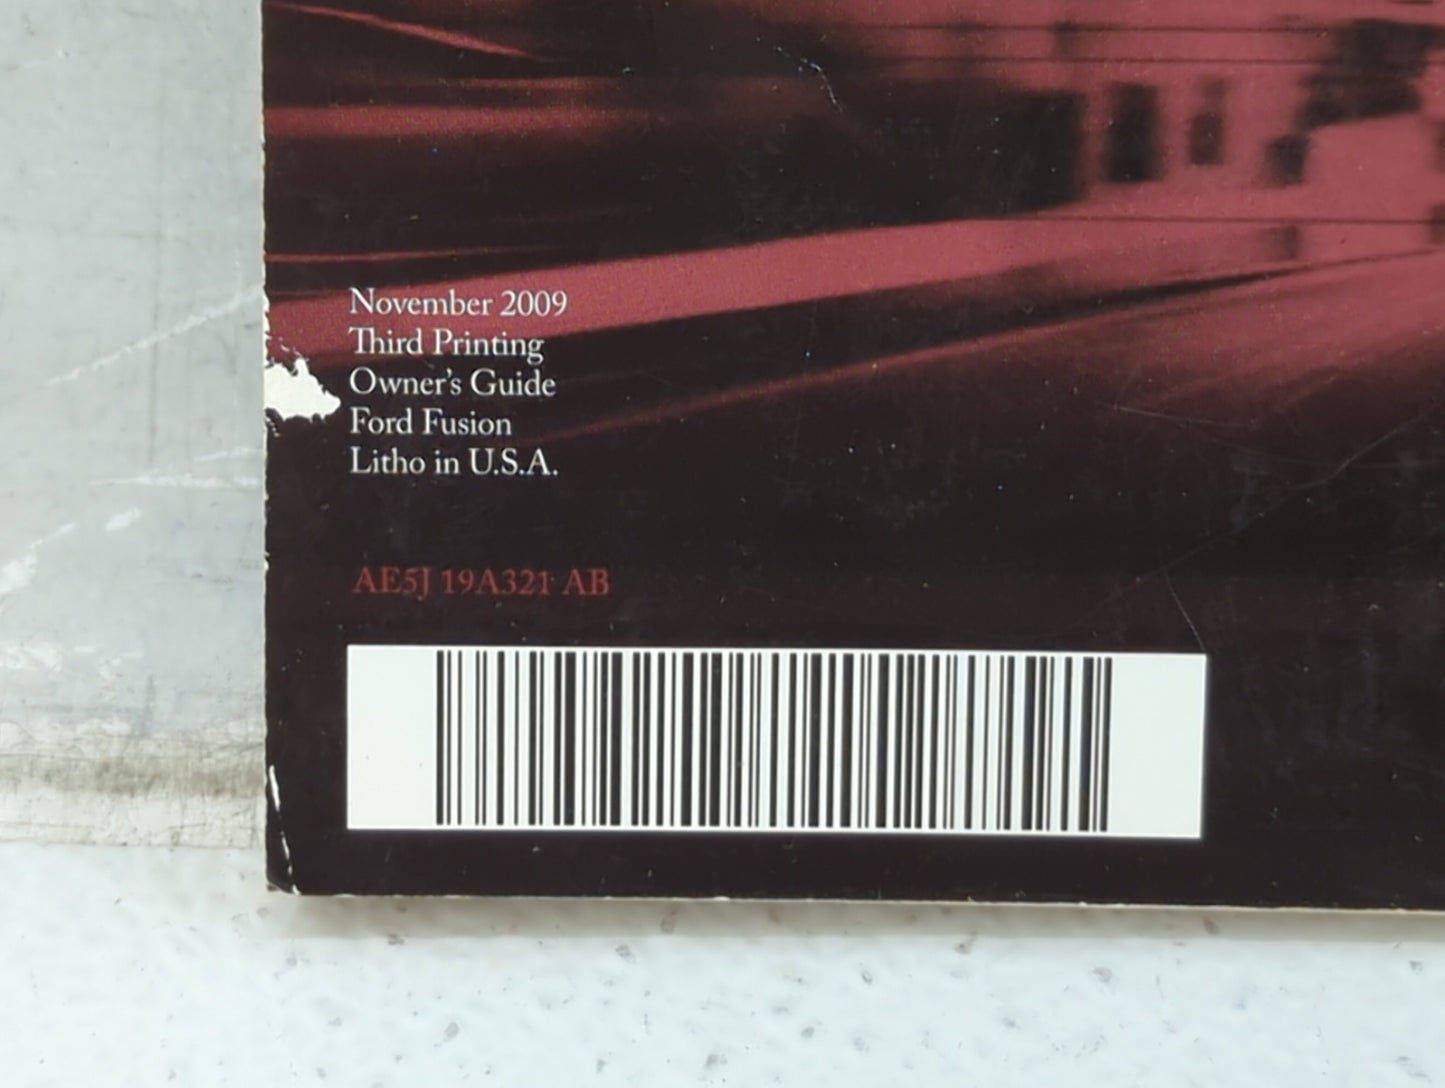 November 2009
Third Printing
Owner's Guide
Ford Fusion
Litho in U.S.A.
AE5J 19A321 AB